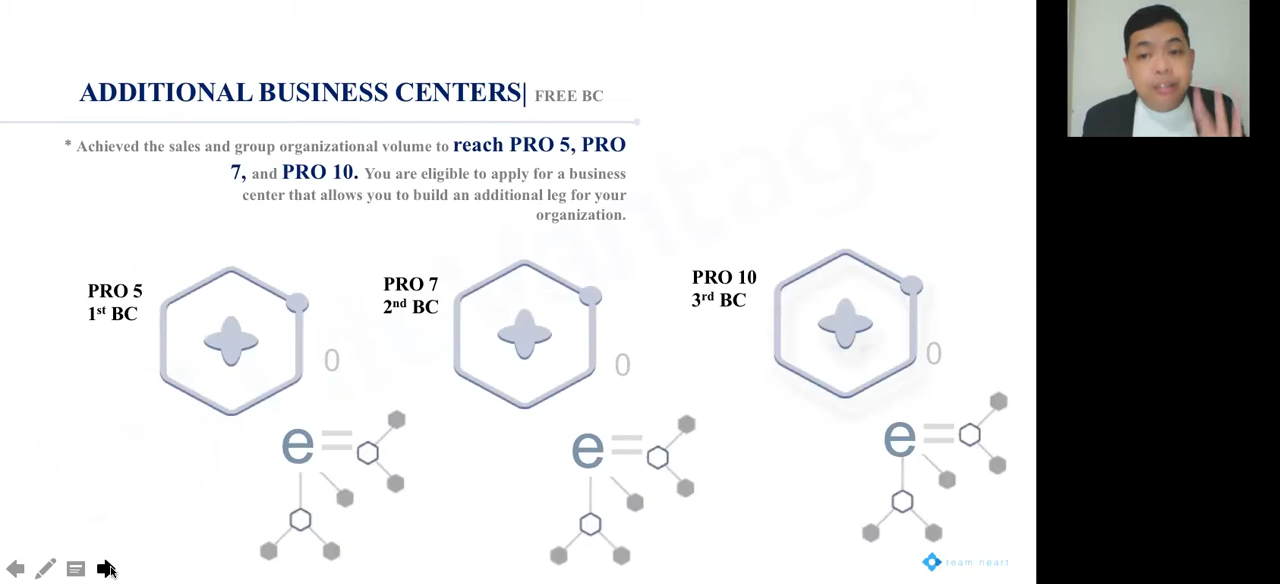 ADDITIONAL BUSINESS CENTERS| FREE BC
* Achieved the sales and group organizational volume to reach PRO 5, PRO
7, and PRO 10. You are eligible to apply for a business
center that allows you to build an additional leg for your
organization.
PRO 5
1st BC
0
e
PRO 7
2nd BC
0
e
PRO 10
3rd BC
0
e
team heart